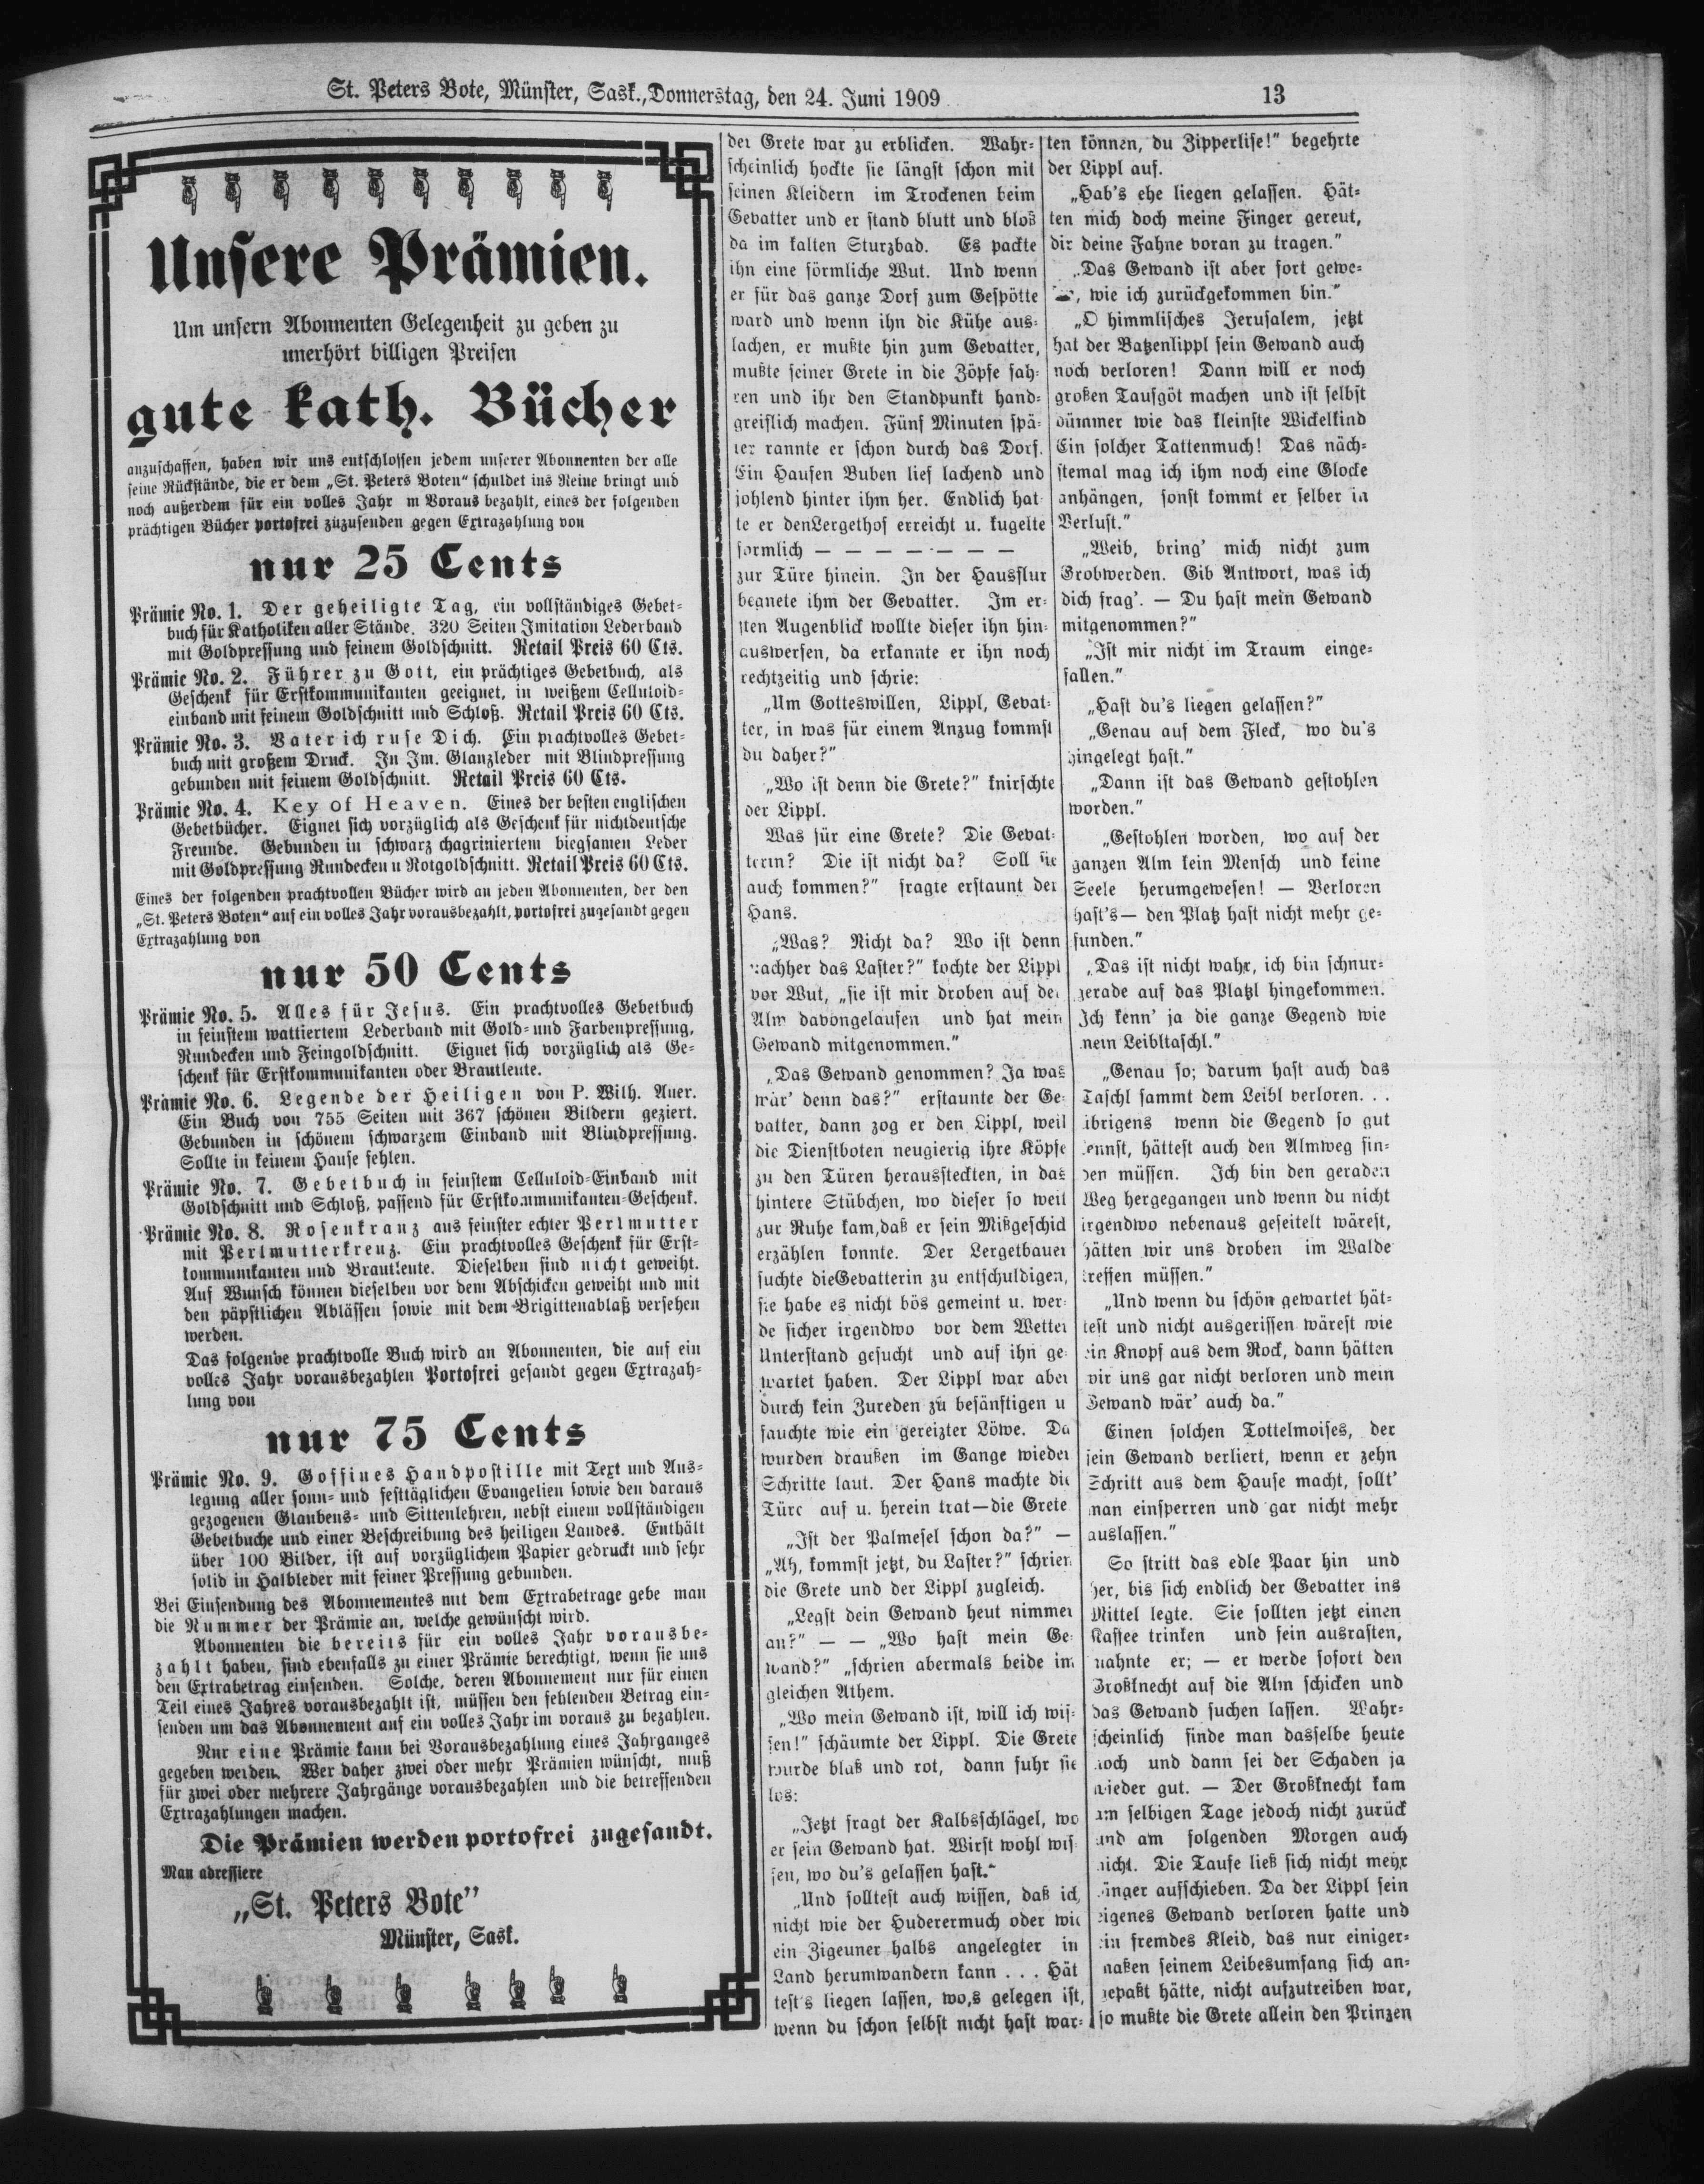 St. Peters Bote, Münster, Sask., Donnerstag, den 24. Juni 1909
13
Unsere Prämien.
Um unsern Abonnenten Gelegenheit zu geben zu
unerhört billigen Preisen
gute kath. Bücher
anzuschaffen, haben wir uns entschlossen jedem unserer Abonnenten der alle
seine Rückstände, die er dem „St. Peters Boten" schuldet ins Reine bringt und
noch außerdem für ein volles Jahr m Voraus bezahlt, eines der folgenden
prächtigen Bücher portofrei zuzusenden gegen Extrazahlung von
nur 25 Cents
Prämie No. 1. Der geheiligte Tag, ein vollständiges Gebet-
buch für Katholiken aller Stände. 320 Seiten Imitation Lederband
mit Goldpressung und feinem Goldschnitt. Retail Preis 60 Cts.
Prämie No. 2. Führer zu Gott, ein prächtiges Gebetbuch, als
Geschenk für Erstkommunikanten geeignet, in weißem Celluloid-
einband mit feinem Goldschnitt und Schloß. Retail Preis 60 Cts.
Prämie No. 3. Vater ich rufe Dich. Ein prachtvolles Gebet-
buch mit großem Druck. In Im. Glanzleder mit Blindpressung
gebunden mit feinem Goldschnitt. Retail Preis 60 Cts.
Prämie No. 4. Key of Heaven. Eines der besten englischen
Gebetbücher. Eignet sich vorzüglich als Geschenk für nichtdeutsche
Freunde. Gebunden in schwarz chagriniertem biegsamen Leder
mit Goldpressung Rundecken u Rotgoldschnitt. Retail Preis 60 Cts.
Eines der folgenden prachtvollen Bücher wird an jeden Abonnenten, der den
„St. Peters Boten" auf ein volles Jahr vorausbezahlt, portofrei zugesandt gegen
Extrazahlung von
nur 50 Cents
Prämie No. 5. Alles für Jesus. Ein prachtvolles Gebetbuch
in feinstem wattiertem Lederband mit Gold- und Farbenpressung,
Rundecken und Feingoldschnitt. Eignet sich vorzüglich als Ge-
schenk für Erstkommunikanten oder Brautleute.
Prämie No. 6. Legende der Heiligen von P. Wilh. Auer.
Ein Buch von 755 Seiten mit 367 schönen Bildern geziert.
Gebunden in schönem schwarzem Einband mit Blindpressung.
Sollte in keinem Hause fehlen.
Prämie No. 7. Gebetbuch in feinstem Celluloid-Einband mit
Goldschnitt und Schloß, passend für Erstkommunikanten-Geschenk.
Prämie No. 8. Rosenkranz aus feinster echter Perlmutter
mit Perlmutterkreuz. Ein prachtvolles Geschenk für Erst-
kommunikanten und Brautleute. Dieselben sind nicht geweiht.
Auf Wunsch können dieselben vor dem Abschicken geweiht und mit
den päpstlichen Ablässen sowie mit dem Brigittenablaß versehen
werden.
Das folgende prachtvolle Buch wird an Abonnenten, die auf ein
volles Jahr vorausbezahlen Portofrei gesandt gegen Extrazah-
lung von
nur 75 Cents
Prämie No. 9. Goffines Handpostille mit Text und Aus-
legung aller sonn- und festtäglichen Evangelien sowie den daraus
gezogenen Glaubens- und Sittenlehren, nebst einem vollständigen
Gebetbuche und einer Beschreibung des heiligen Landes. Enthält
über 100 Bilder, ist auf vorzüglichem Papier gedruckt und sehr
solid in Halbleder mit feiner Pressung gebunden.
Bei Einsendung des Abonnementes mit dem Extrabetrage gebe man
die Nummer der Prämie an, welche gewünscht wird.
Abonnenten die bereits für ein volles Jahr vorausbe-
zahlt haben, sind ebenfalls zu einer Prämie berechtigt, wenn sie uns
den Extrabetrag einsenden. Solche, deren Abonnement nur für einen
Teil eines Jahres vorausbezahlt ist, müssen den fehlenden Betrag ein-
senden um das Abonnement auf ein volles Jahr im voraus zu bezahlen.
Nur eine Prämie kann bei Vorausbezahlung eines Jahrganges
gegeben werden. Wer daher zwei oder mehr Prämien wünscht, muß
für zwei oder mehrere Jahrgänge vorausbezahlen und die betreffenden
Extrazahlungen machen.
Die Prämien werden portofrei zugesandt.
Man adressiere
„St. Peters Bote"
Münster, Sask.
der Grete war zu erblicken. Wahr-
scheinlich hockte sie längst schon mit
seinen Kleidern im Trockenen beim
Gevatter und er stand blutt und blos
da im kalten Sturzbad. Es packte
ihn eine förmliche Wut. Und wenn
er für das ganze Dorf zum Gespötte
ward und wenn ihn die Kühe aus-
lachen, er mußte hin zum Gevatter,
mußte seiner Grete in die Zöpfe fah-
ren und ihr den Standpunkt hand-
greiflich machen. Fünf Minuten spä-
ter rannte er schon durch das Dorf.
Ein Haufen Buben lief lachend und
johlend hinter ihm her. Endlich hat-
te er denLergethof erreicht u. kugelte
förmlich — — — — — — —
zur Türe hinein. In der Hausflur
begnete ihm der Gevatter. Im er-
sten Augenblick wollte dieser ihn hin-
auswerfen, da erkannte er ihn noch
rechtzeitig und schrie:
„Um Gotteswillen, Lippl, Gevat-
ter, in was für einem Anzug kommst
du daher?"
„Wo ist denn die Grete?" knirschte
der Lippl.
Was für eine Grete? Die Gevat-
terin? Die ist nicht da? Soll sie
auch kommen?" fragte erstaunt der
Hans.
„Was? Nicht da? Wo ist denn
nachher das Laster?" kochte der Lippl
vor Wut, „sie ist mir droben auf der
Alm davongelaufen und hat mein
Gewand mitgenommen."
„Das Gewand genommen? Ja was
wär' denn das?" erstaunte der Ge-
vatter, dann zog er den Lippl, weil
die Dienstboten neugierig ihre Köpfe
zu den Türen heraussteckten, in das
hintere Stübchen, wo dieser so weit
zur Ruhe kam,daß er sein Mißgeschick
erzählen konnte. Der Lergetbauer
suchte dieGevatterin zu entschuldigen,
sie habe es nicht bös gemeint u. wer-
de sicher irgendwo vor dem Wetter
Unterstand gesucht und auf ihn ge-
wartet haben. Der Lippl war aber
durch kein Zureden zu besänftigen u
fauchte wie ein gereizter Löwe. Da
wurden draußen im Gange wieder
Schritte laut. Der Hans machte die
Türe auf u. herein trat—die Grete
„Ist der Palmesel schon da?" —
„Ah, kommst jetzt, du Laster?" schrien
die Grete und der Lippl zugleich.
„Legst dein Gewand heut nimmer
an?" — — „Wo hast mein Ge-
wand?" „schrien abermals beide im
gleichen Athem.
„Wo mein Gewand ist, will ich wis-
sen!" schäumte der Lippl. Die Grete
wurde blaß und rot, dann fuhr sie
los:
„Jetzt fragt der Kalbsschlägel, wo
er sein Gewand hat. Wirst wohl wis-
sen, wo du's gelassen hast."
„Und solltest auch wissen, daß ich
nicht wie der Huderermuch oder wie
ein Zigeuner halbs angelegter in
Land herumwandern kann . . . Hät
test's liegen lassen, wo,s gelegen ist,
wenn du schon selbst nicht hast war-
ten können, du Zipperlise!" begehrte
der Lippl auf.
„Hab's ehe liegen gelassen. Hät-
ten mich doch meine Finger gereut,
dir deine Fahne voran zu tragen."
„Das Gewand ist aber fort gewe-
, wie ich zurückgekommen bin."
„O himmlisches Jerusalem, jetzt
hat der Batzenlippl sein Gewand auch
noch verloren! Dann will er noch
großen Taufgöt machen und ist selbst
dümmer wie das kleinste Wickelkind
Ein solcher Tattenmuch! Das näch-
stemal mag ich ihm noch eine Glocke
anhängen, sonst kommt er selber in
Verlust."
„Weib, bring' mich nicht zum
Grobwerden. Gib Antwort, was ich
dich frag'. — Du hast mein Gewand
mitgenommen?"
„Ist mir nicht im Traum einge-
fallen."
„Hast du's liegen gelassen?"
„Genau auf dem Fleck, wo du's
hingelegt hast."
„Dann ist das Gewand gestohlen
worden."
„Gestohlen worden, wo auf der
ganzen Alm kein Mensch und keine
Seele herumgewesen! — Verloren
hast's— den Platz hast nicht mehr ge-
funden."
„Das ist nicht wahr, ich bin schnur-
gerade auf das Platzl hingekommen.
Ich kenn' ja die ganze Gegend wie
mein Leibltaschl."
„Genau so; darum hast auch das
Taschl sammt dem Leibl verloren. . .
übrigens wenn die Gegend so gut
kennst, hättest auch den Almweg fin-
den müssen. Ich bin den geraden
Weg hergegangen und wenn du nicht
irgendwo nebenaus geseitelt wärest,
hätten wir uns droben im Walde
treffen müssen."
„Und wenn du schön gewartet hät-
test und nicht ausgerissen wärest wie
ein Knopf aus dem Rock, dann hätten
wir uns gar nicht verloren und mein
Gewand wär' auch da."
Einen solchen Tottelmoises, der
sein Gewand verliert, wenn er zehn
Schritt aus dem Hause macht, sollt'
man einsperren und gar nicht mehr
auslassen."
So stritt das edle Paar hin und
her, bis sich endlich der Gevatter ins
Mittel legte. Sie sollten jetzt einen
Kaffee trinken und fein ausrasten,
mahnte er; — er werde sofort den
Großknecht auf die Alm schicken und
das Gewand suchen lassen. Wahr-
scheinlich finde man dasselbe heute
noch und dann sei der Schaden ja
wieder gut. — Der Großknecht kam
am selbigen Tage jedoch nicht zurück
und am folgenden Morgen auch
nicht. Die Taufe ließ sich nicht mehr
länger aufschieben. Da der Lippl sein
eigenes Gewand verloren hatte und
ein fremdes Kleid, das nur einiger-
maßen seinem Leibesumfang sich an-
gepaßt hätte, nicht aufzutreiben war,
so mußte die Grete allein den Prinzen